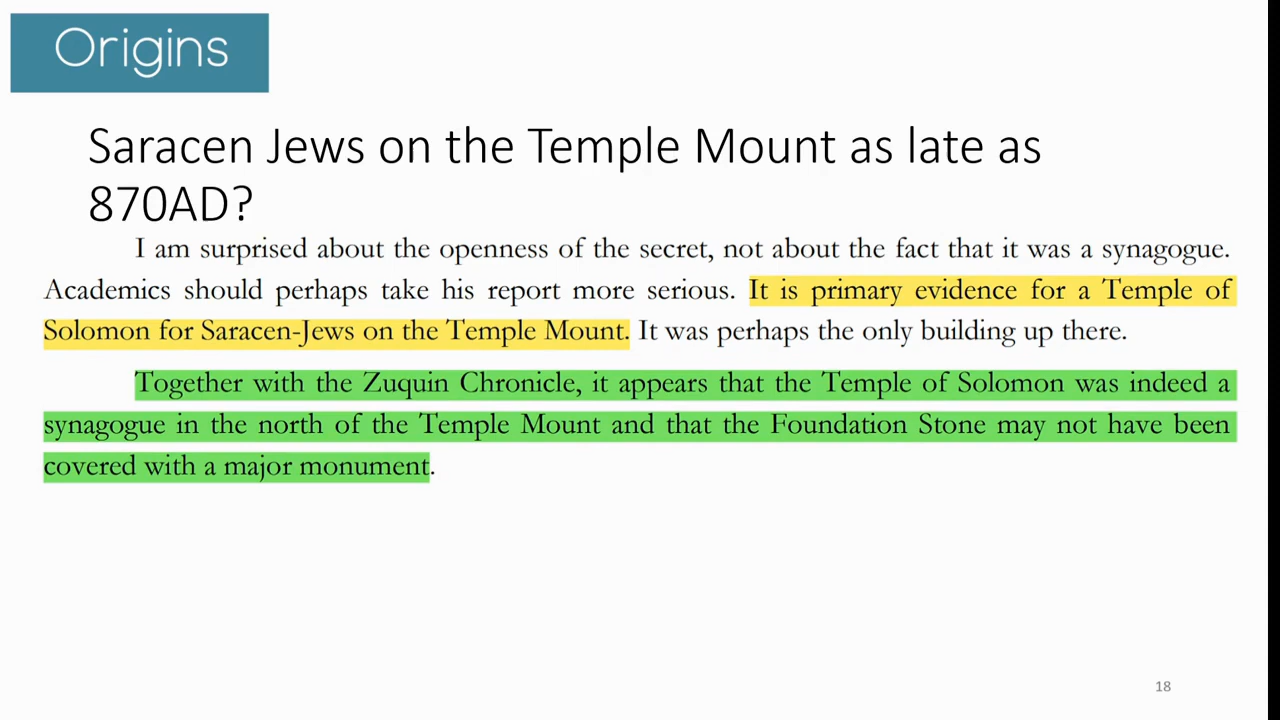 Origins
Saracen Jews on the Temple Mount as late as
870AD?
I am surprised about the openness of the secret, not about the fact that it was a synagogue.
Academics should perhaps take his report more serious. It is primary evidence for a Temple of
Solomon for Saracen-Jews on the Temple Mount. It was perhaps the only building up there.
Together with the Zuquin Chronicle, it appears that the Temple of Solomon was indeed a
synagogue in the north of the Temple Mount and that the Foundation Stone may not have been
covered with a major monument.
18